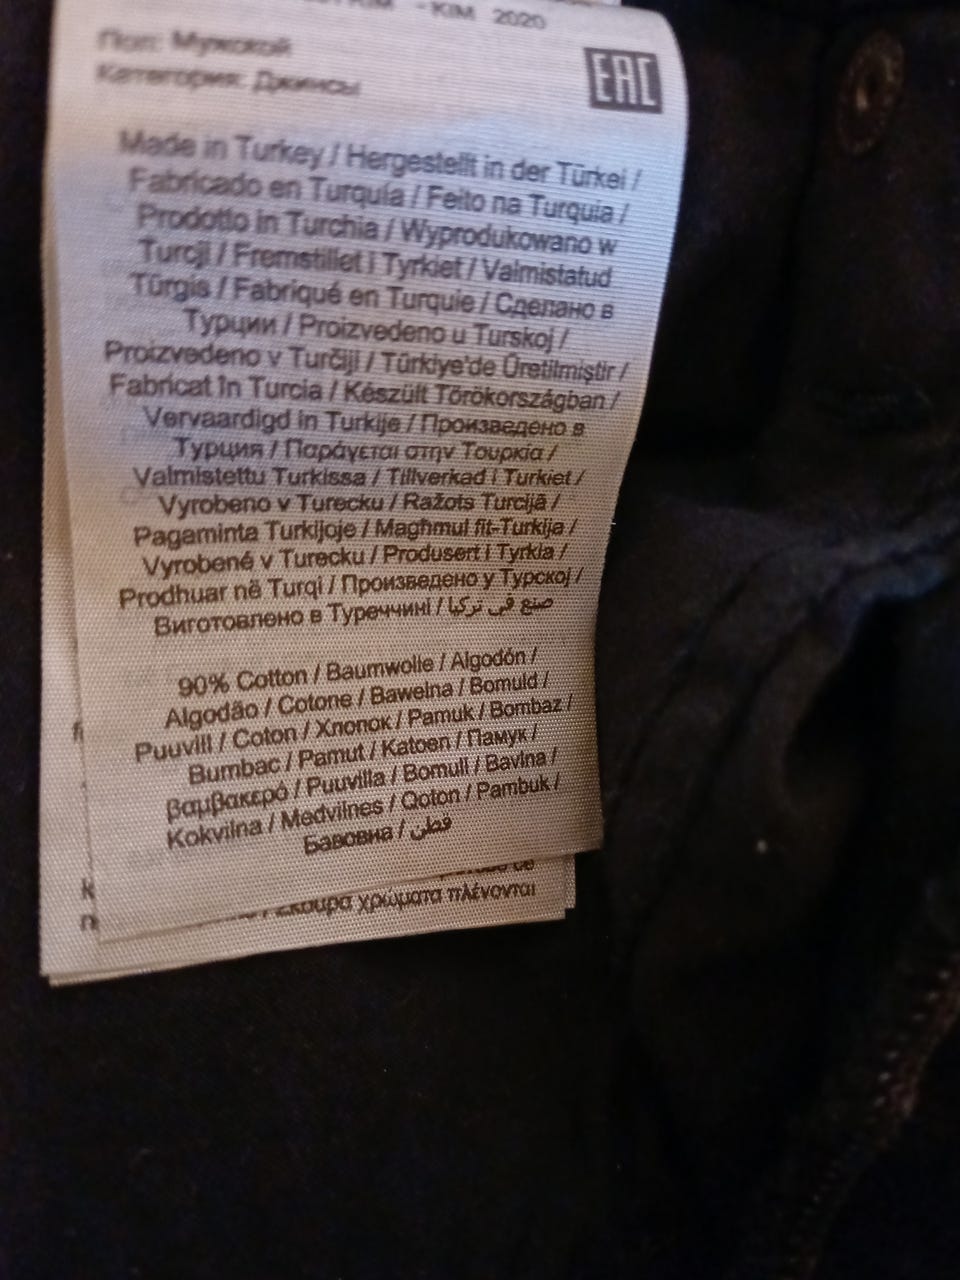 -KIM 2020
Пол: Мужской
Категория: Джинсы
EAC
Made in Turkey / Hergestellt in der Türkei /
Fabricado en Turquía / Feito na Turquia /
Prodotto in Turchia / Wyprodukowano w
Turcji / Fremstillet i Tyrkiet / Valmistatud
Türgis / Fabriqué en Turquie / Сделано в
Турции / Proizvedeno u Turskoj /
Proizvedeno v Turčiji / Türkiye'de Üretilmiştir /
Fabricat în Turcia / Készült Törökországban /
Vervaardigd in Turkije / Произведено в
Турция / Παράγεται στην Τουρκία /
Valmistettu Turkissa / Tillverkad i Turkiet /
Vyrobeno v Turecku / Ražots Turcijā /
Pagaminta Turkijoje / Magħmul fit-Turkija /
Vyrobené v Turecku / Produsert i Tyrkia /
Prodhuar në Turqi / Произведено у Турској /
Виготовлено в Туреччині / صنع في تركيا
90% Cotton / Baumwolle / Algodón /
Algodão / Cotone / Bawełna / Bomuld /
Puuvill / Coton / Хлопок / Pamuk / Bombaz /
Bumbac / Pamut / Katoen / Памук /
βαμβακερό / Puuvilla / Bomull / Bavlna /
Kokvilna / Medvilnės / Qoton / Pambuk /
Бавовна / قطن
σκούρα χρώματα πλένονται